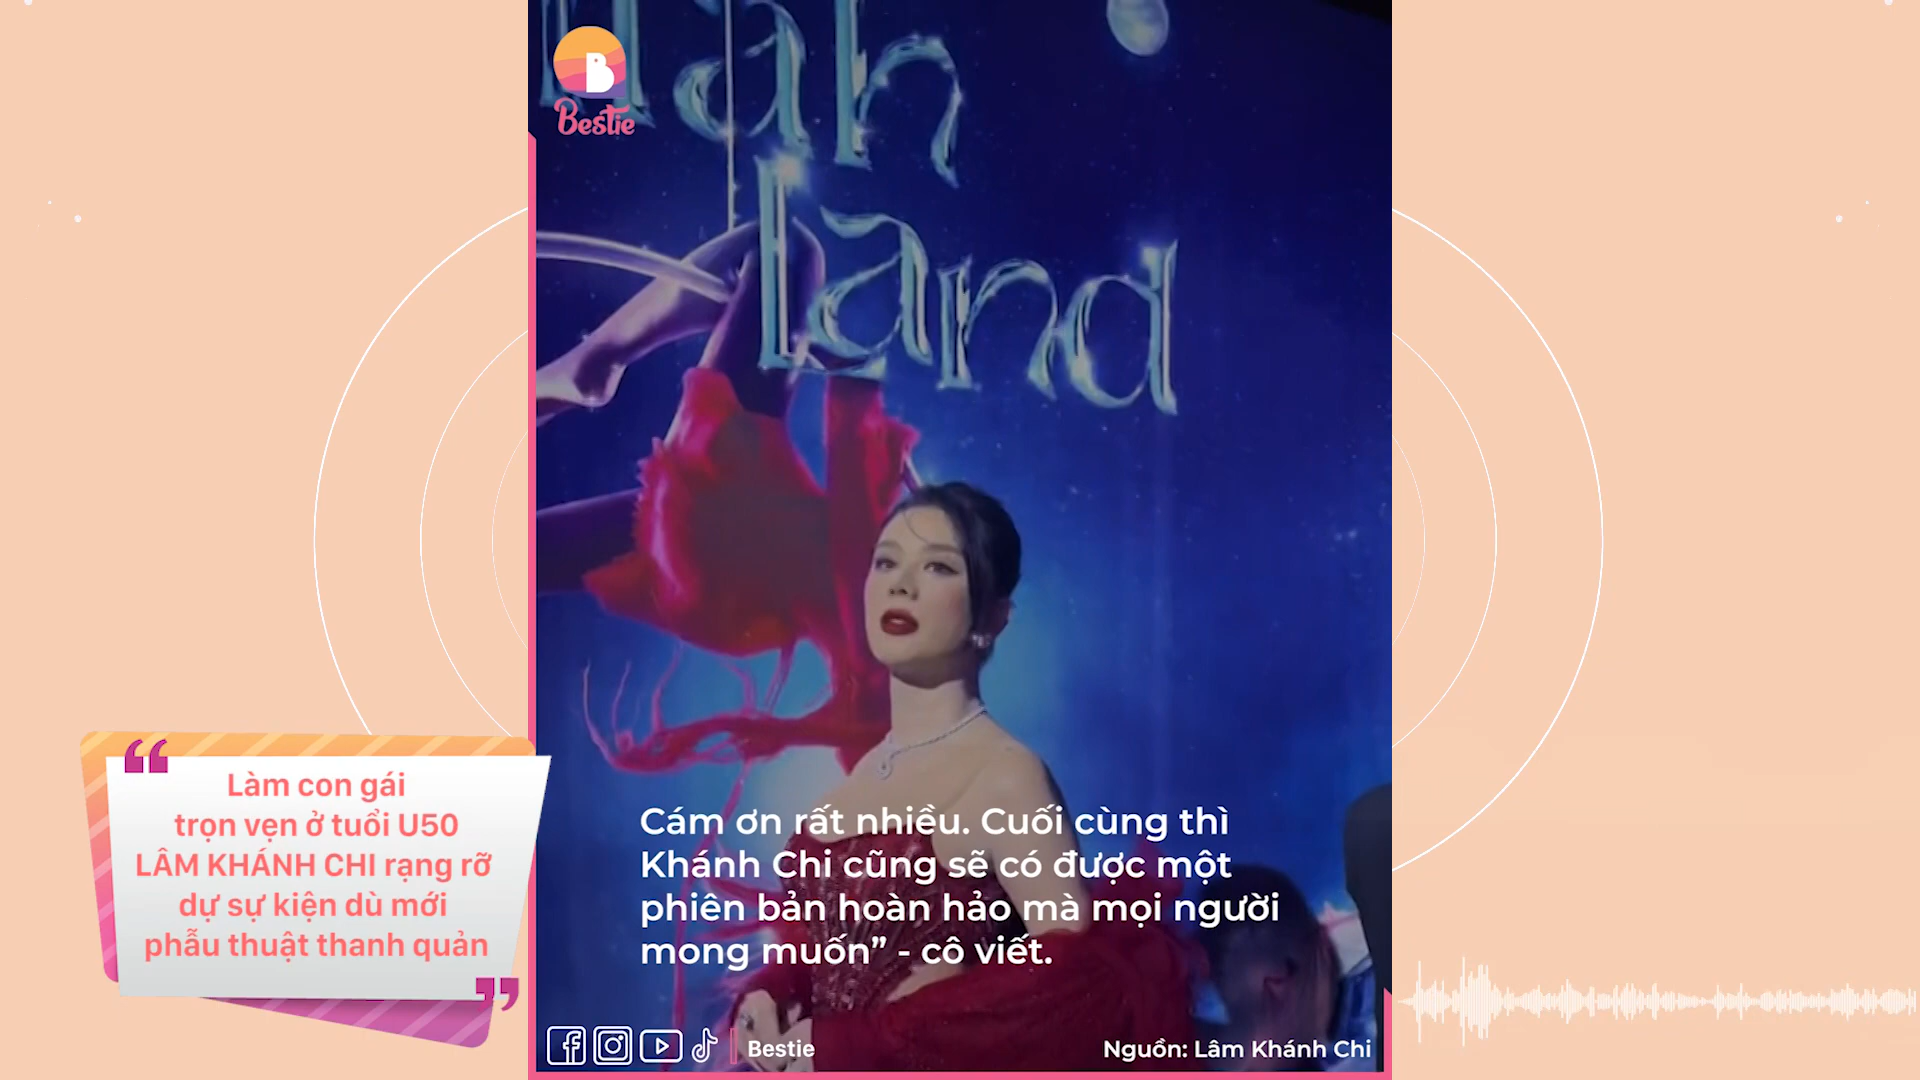 Land
B
Bestie
“
Làm con gái
trọn vẹn ở tuổi U50
LÂM KHÁNH CHI rạng rỡ
dự sự kiện dù mới
phẫu thuật thanh quản
”
Cám ơn rất nhiều. Cuối cùng thì
Khánh Chi cũng sẽ có được một
phiên bản hoàn hảo mà mọi người
mong muốn” - cô viết.
Bestie
Nguồn: Lâm Khánh Chi